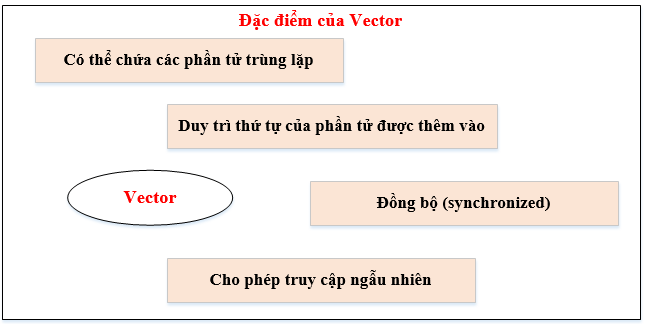 Đặc điểm của Vector
Có thể chứa các phần tử trùng lặp
Duy trì thứ tự của phần tử được thêm vào
Vector
Đồng bộ (synchronized)
Cho phép truy cập ngẫu nhiên